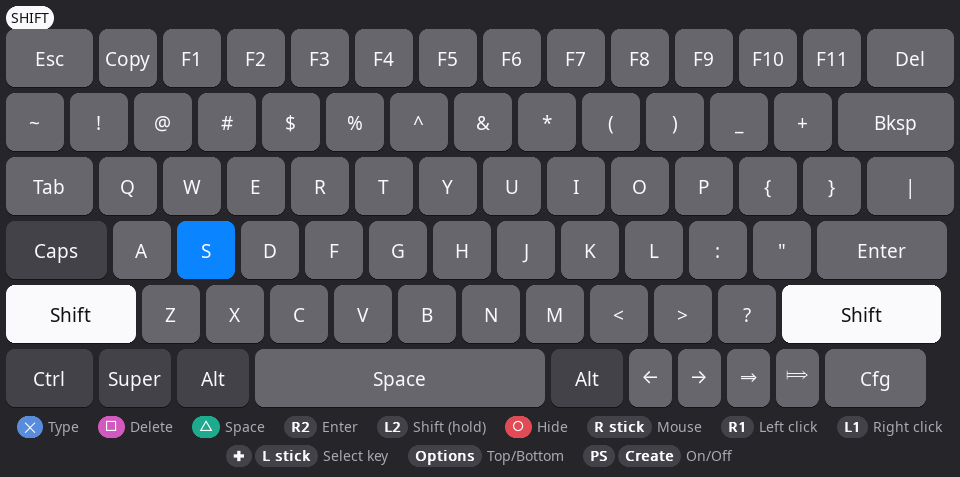 SHIFT
Esc Copy F1 F2 F3 F4 F5 F6 F7 F8 F9 F10 F11 Del
~ ! @ # $ % ^ & * ( ) _ + Bksp
Tab Q W E R T Y U I O P { } |
Caps A S D F G H J K L : " Enter
Shift Z X C V B N M < > ? Shift
Ctrl Super Alt Space Alt ← → ⇒ ⟾ Cfg
Type Delete Space R2 Enter L2 Shift (hold) Hide R stick Mouse R1 Left click L1 Right click
L stick Select key Options Top/Bottom PS Create On/Off